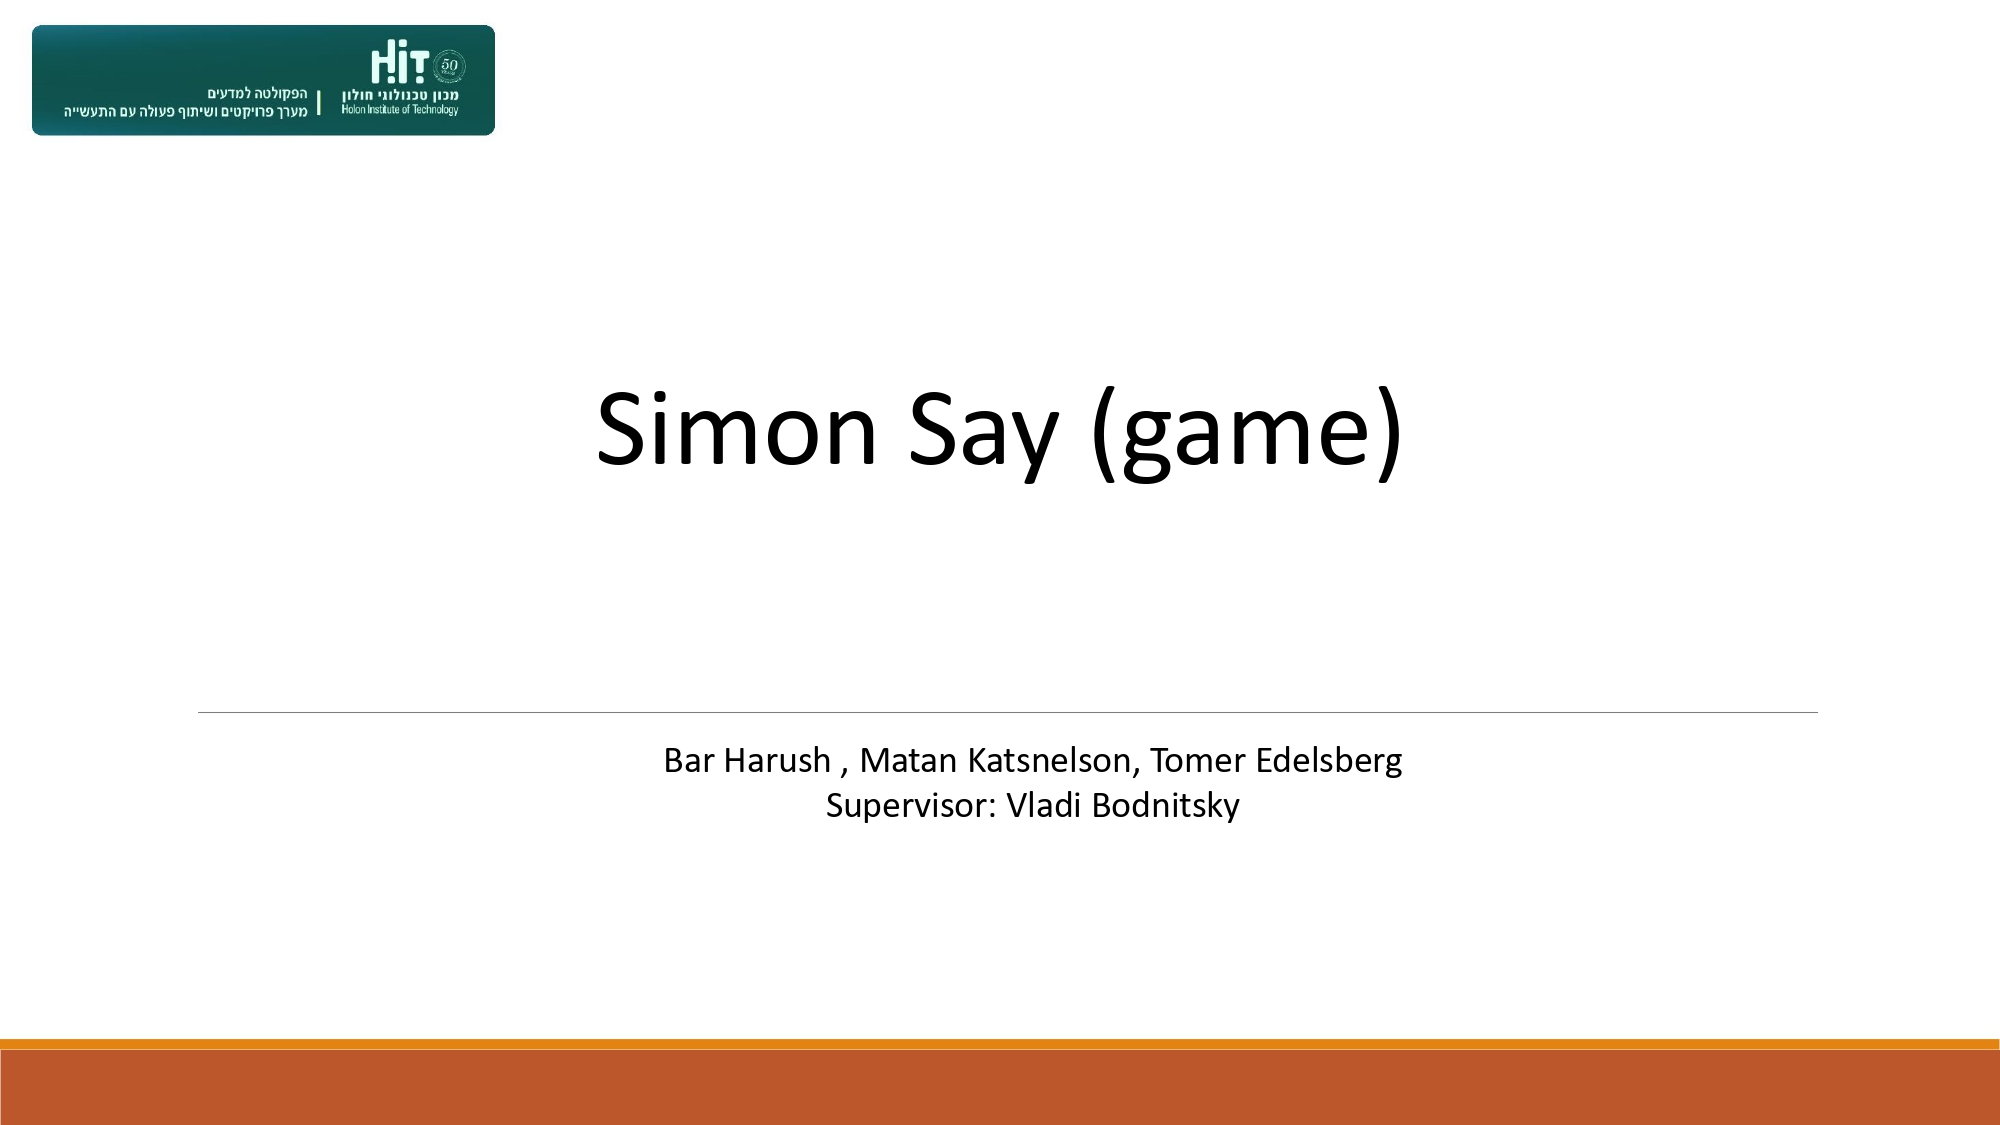 HiT 50 YEARS
מכון טכנולוגי חולון
Holon Institute of Technology
הפקולטה למדעים
מערך פרויקטים ושיתוף פעולה עם התעשייה
Simon Say (game)
Bar Harush , Matan Katsnelson, Tomer Edelsberg
Supervisor: Vladi Bodnitsky